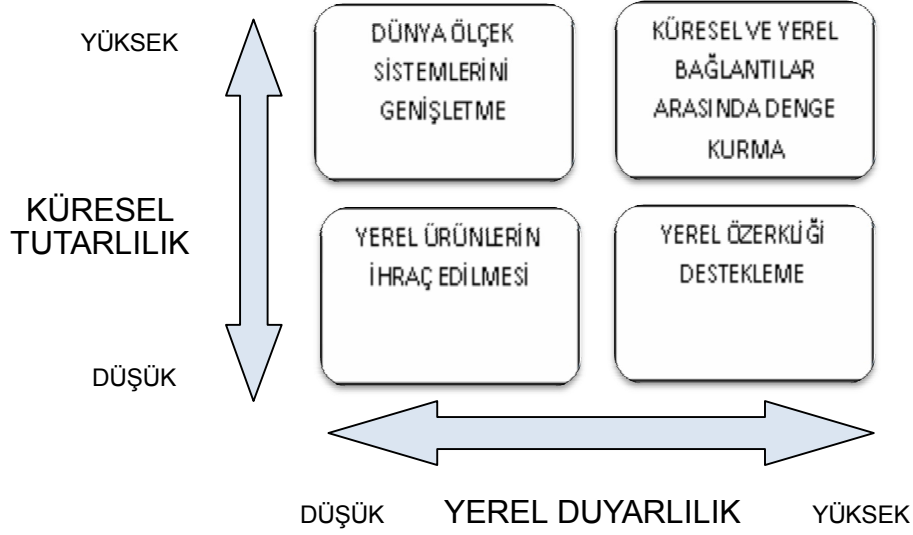 YÜKSEK
DÜNYA ÖLÇEK
SİSTEMLERİNİ
GENİŞLETME
KÜRESEL VE YEREL
BAĞLANTILAR
ARASINDA DENGE
KURMA
KÜRESEL
TUTARLILIK
YEREL ÜRÜNLERİN
İHRAÇ EDİLMESİ
YEREL ÖZERKLİĞİ
DESTEKLEME
DÜŞÜK
DÜŞÜK YEREL DUYARLILIK YÜKSEK